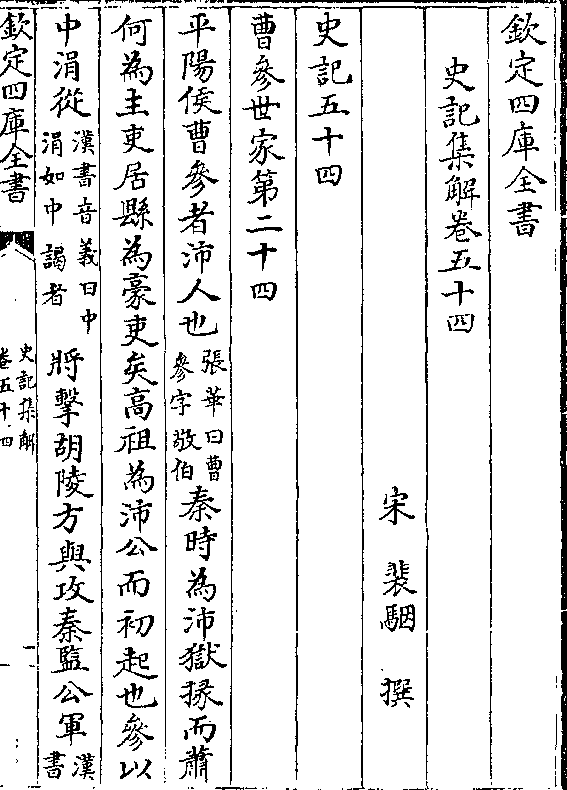 欽定四庫全書
史記集解卷五十四
宋 裴駰 撰
史記五十四
曹參世家第二十四
平陽侯曹參者沛人也張華曰曹參字敬伯秦時為沛獄掾而蕭
何為主吏居縣為豪吏矣高祖為沛公而初起也參以
中涓從漢書音義曰中涓如中謁者將擊胡陵方與攻秦監公軍漢書
欽定四庫全書
史記集解
卷五十四
一